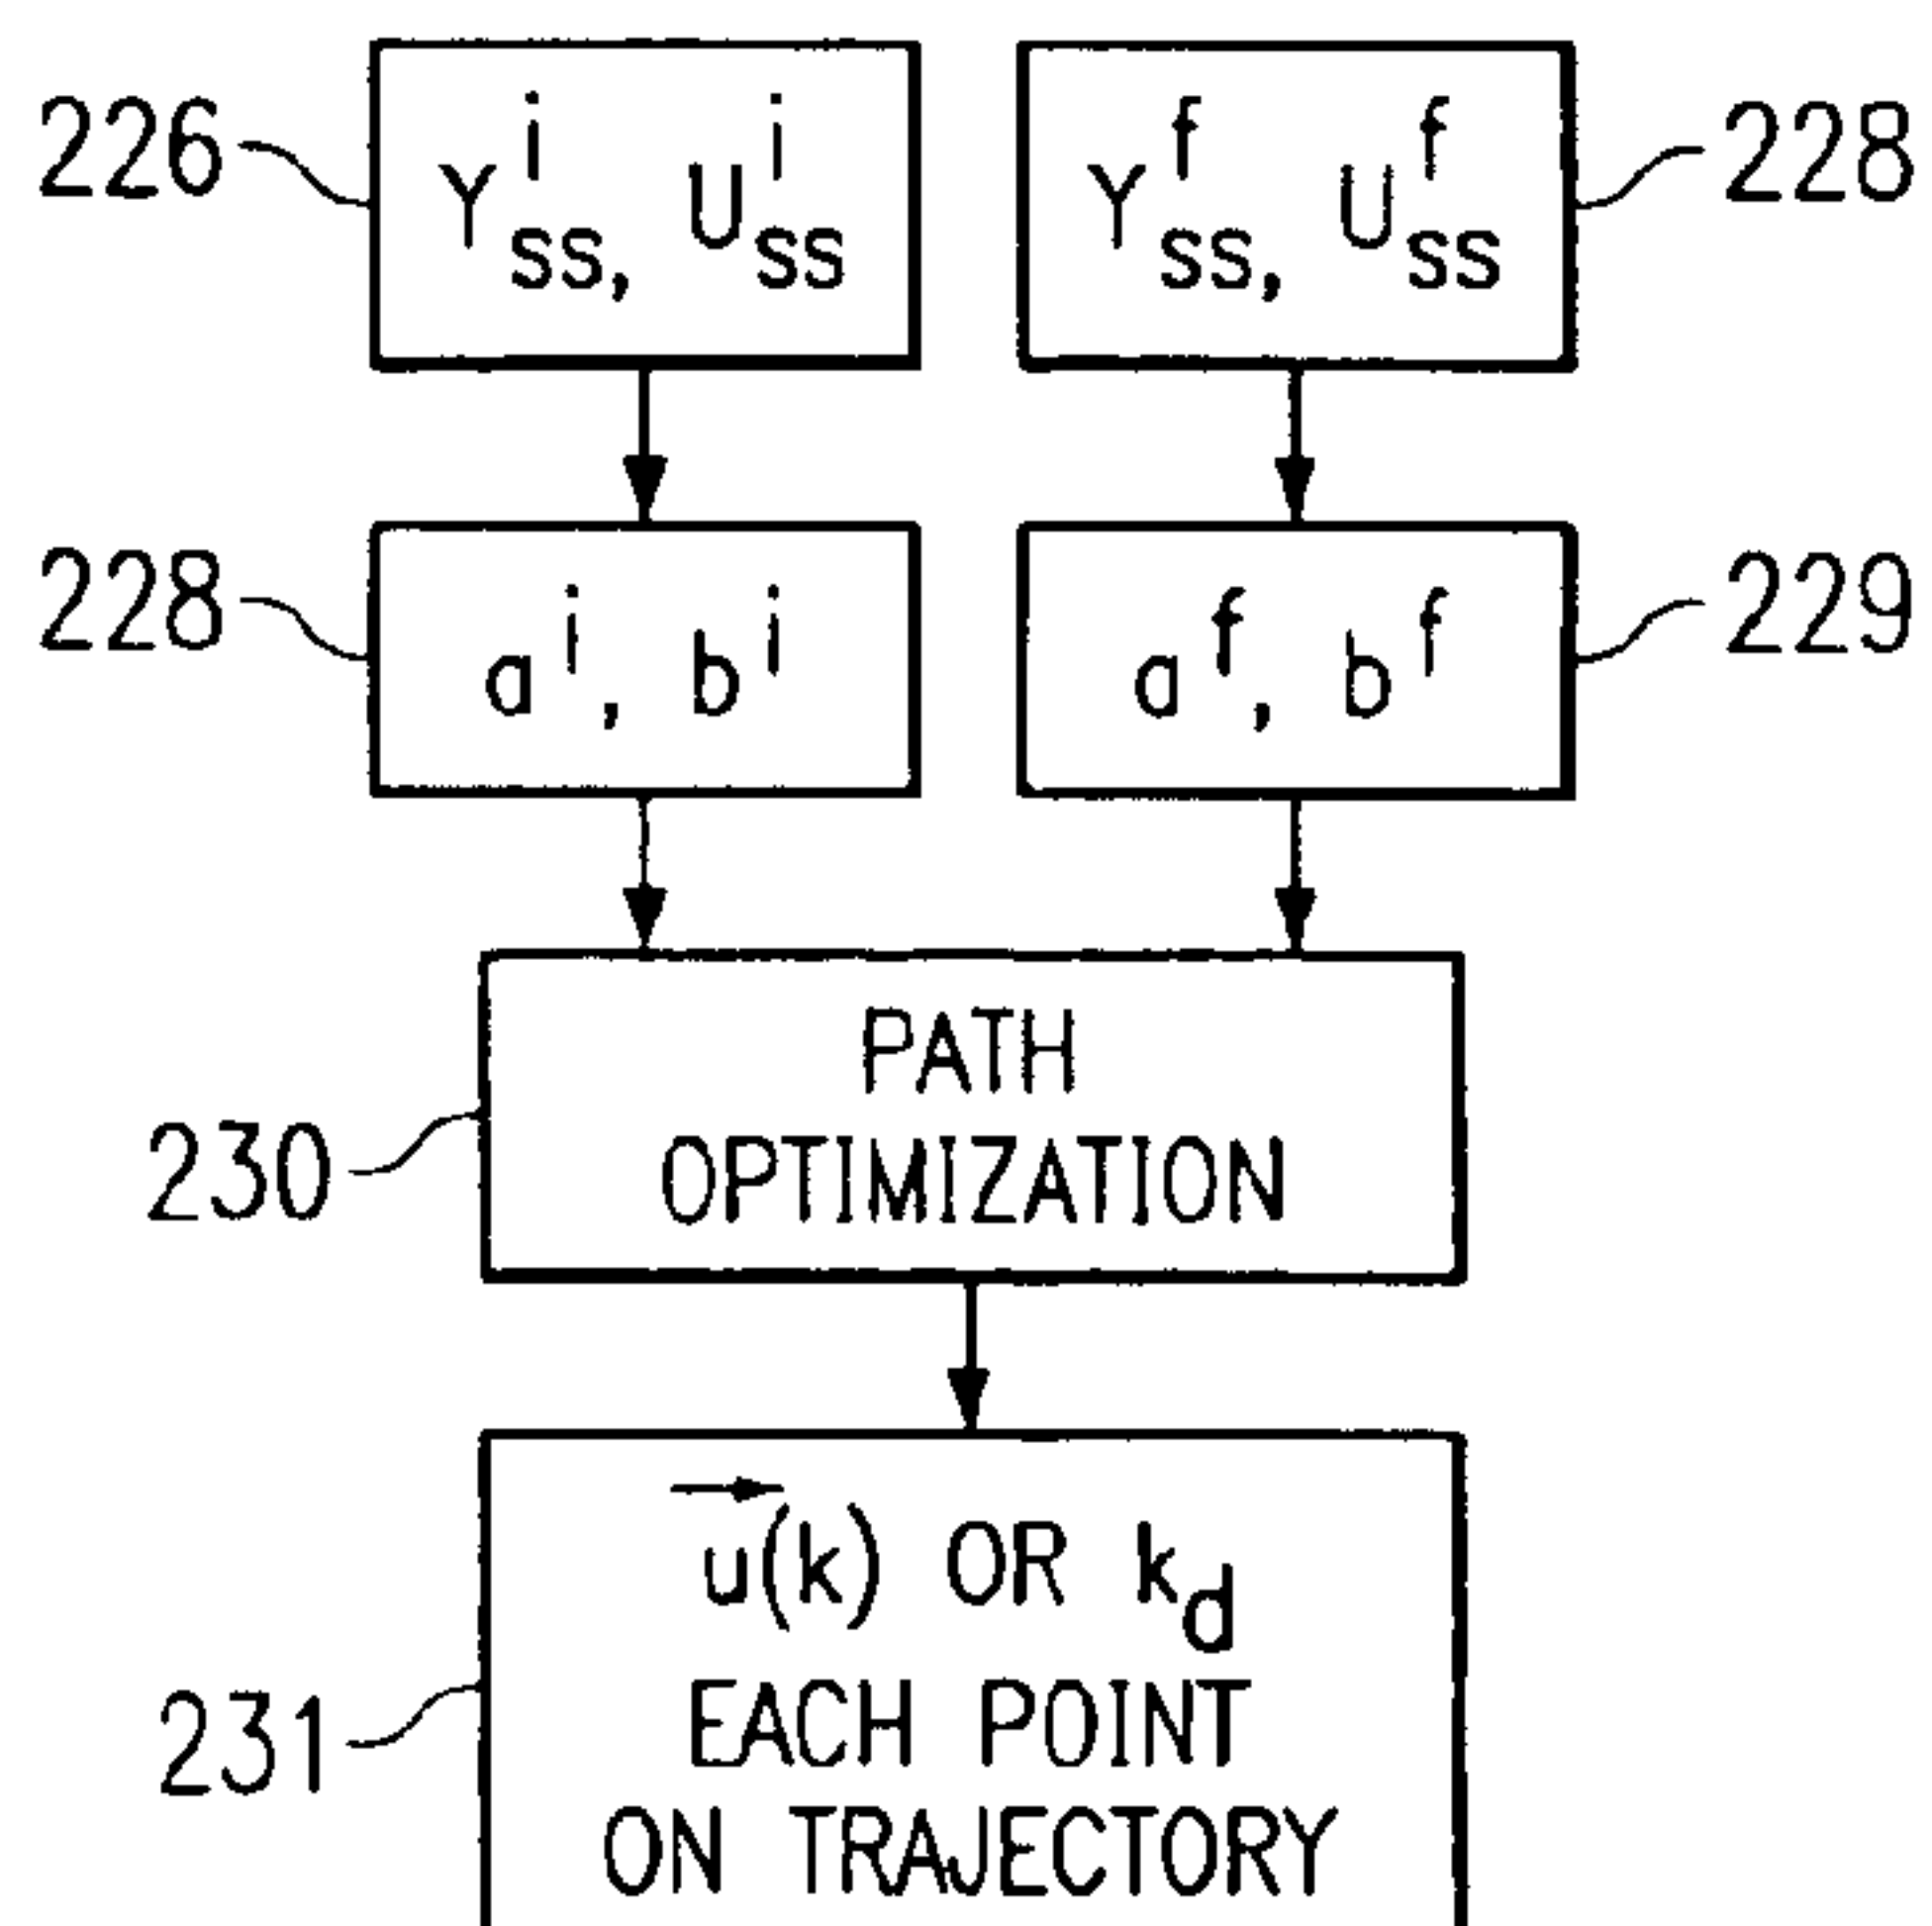 226
Y^i_ss, U^i_ss
Y^f_ss, U^f_ss
228
228
a^i, b^i
a^f, b^f
229
230
PATH
OPTIMIZATION
231
u⃗(k) OR k_d
EACH POINT
ON TRAJECTORY